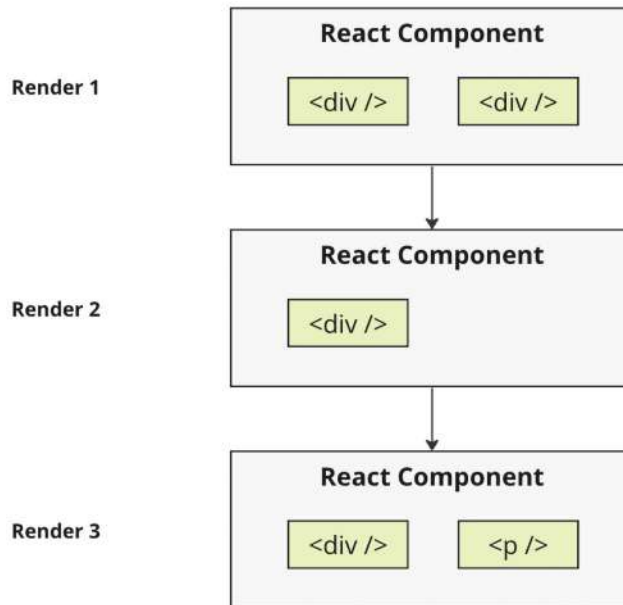 React Component
Render 1
<div />
<div />
React Component
Render 2
<div />
React Component
Render 3
<div />
<p />